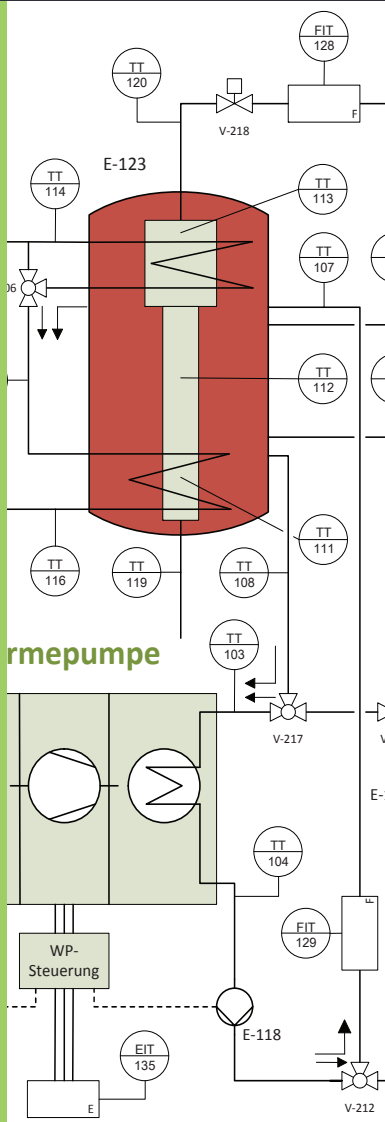 FIT
128
TT
120
F
V-218
E-123
TT
114
TT
113
TT
107
06
TT
112
TT
111
TT
116
TT
119
TT
108
rmepumpe
TT
103
V-217
V
E-1
TT
104
F
FIT
129
WP-
Steuerung
E-118
EIT
135
E
V-212